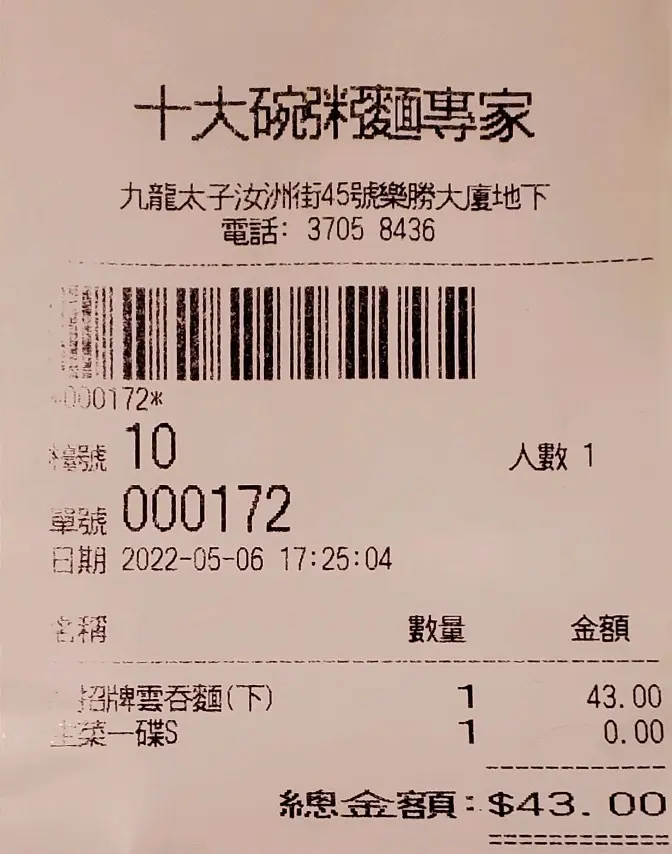 十大碗粥麵專家
九龍太子汝洲街45號樂勝大廈地下
電話: 3705 8436
*000172*
檯號 10 人數 1
單號 000172
日期 2022-05-06 17:25:04
名稱 數量 金額
招牌雲吞麵(下) 1 43.00
生菜一碟S 1 0.00
總金額:$43.00